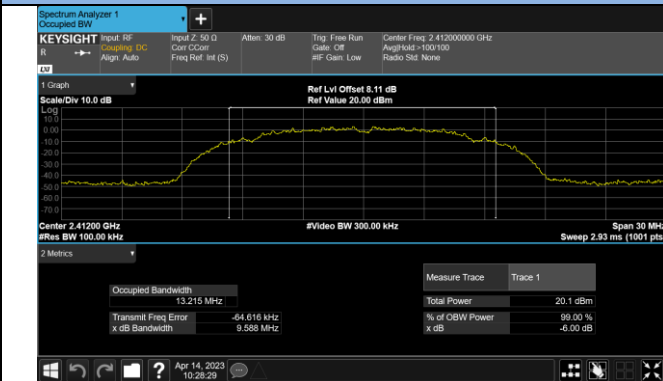 Spectrum Analyzer 1
Occupied BW
+
KEYSIGHT Input: RF Input Z: 50 Ω Atten: 30 dB Trig: Free Run Center Freq: 2.412000000 GHz
R Coupling: DC Corr CCorr Gate: Off Avg|Hold:>100/100
Align: Auto Freq Ref: Int (S) #IF Gain: Low Radio Std: None
LXI
1 Graph
Ref Lvl Offset 8.11 dB
Scale/Div 10.0 dB Ref Value 20.00 dBm
Log
10.0
0.00
-10.0
-20.0
-30.0
-40.0
-50.0
-60.0
-70.0
Center 2.41200 GHz #Video BW 300.00 kHz Span 30 MHz
#Res BW 100.00 kHz Sweep 2.93 ms (1001 pts
2 Metrics
Measure Trace Trace 1
Occupied Bandwidth
13.215 MHz Total Power 20.1 dBm
Transmit Freq Error -64.616 kHz % of OBW Power 99.00 %
x dB Bandwidth 9.588 MHz x dB -6.00 dB
? Apr 14, 2023
10:28:29